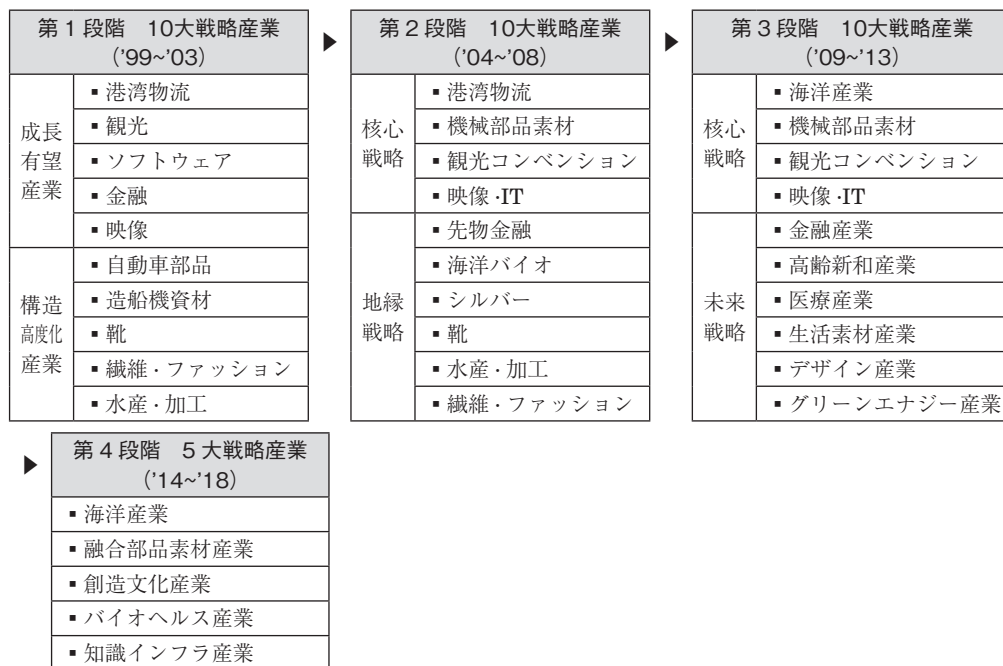 第1段階 10大戦略産業
('99~'03)
成長
有望
産業
▪ 港湾物流
▪ 観光
▪ ソフトウェア
▪ 金融
▪ 映像
構造
高度化
産業
▪ 自動車部品
▪ 造船機資材
▪ 靴
▪ 繊維・ファッション
▪ 水産・加工
▶
第2段階 10大戦略産業
('04~'08)
核心
戦略
▪ 港湾物流
▪ 機械部品素材
▪ 観光コンベンション
▪ 映像・IT
地縁
戦略
▪ 先物金融
▪ 海洋バイオ
▪ シルバー
▪ 靴
▪ 水産・加工
▪ 繊維・ファッション
▶
第3段階 10大戦略産業
('09~'13)
核心
戦略
▪ 海洋産業
▪ 機械部品素材
▪ 観光コンベンション
▪ 映像・IT
未来
戦略
▪ 金融産業
▪ 高齢新和産業
▪ 医療産業
▪ 生活素材産業
▪ デザイン産業
▪ グリーンエナジー産業
▶
第4段階 5大戦略産業
('14~'18)
▪ 海洋産業
▪ 融合部品素材産業
▪ 創造文化産業
▪ バイオヘルス産業
▪ 知識インフラ産業